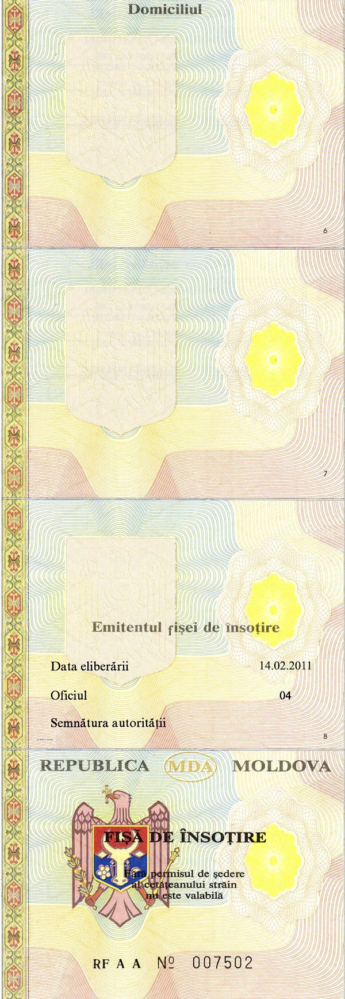 Domiciliul
6
7
Emitentul fișei de însoțire
Data eliberării 14.02.2011
Oficiul 04
Semnătura autorității
8
REPUBLICA MDA MOLDOVA
FIȘĂ DE ÎNSOȚIRE
Fără permisul de ședere
al cetățeanului străin
nu este valabilă
RF A A № 007502